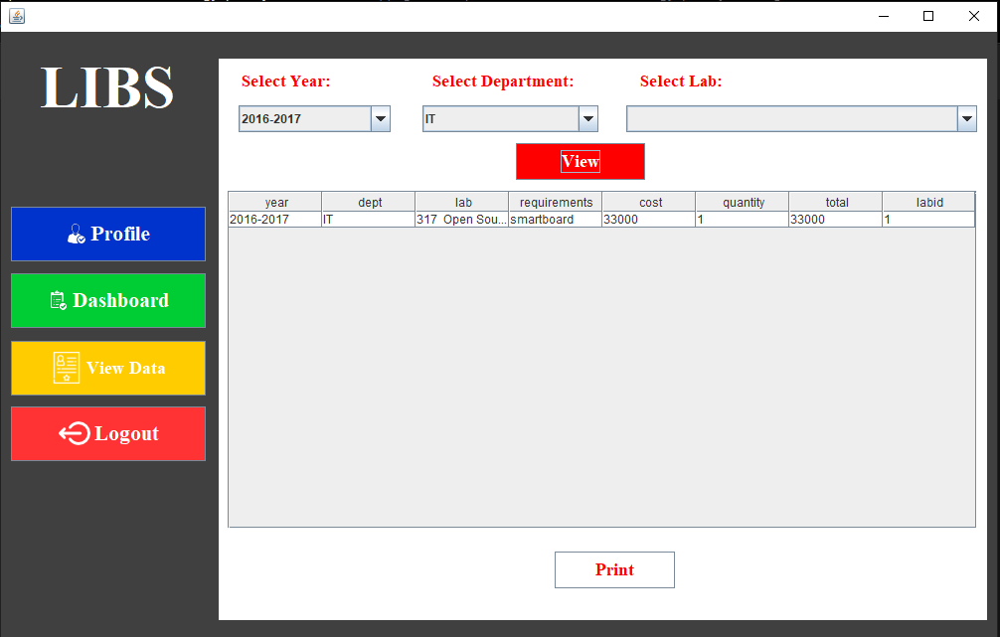 LIBS
Profile
Dashboard
View Data
Logout
Select Year: Select Department: Select Lab:
2016-2017 IT
View
year dept lab requirements cost quantity total labid
2016-2017 IT 317 Open Sou... smartboard 33000 1 33000 1
Print